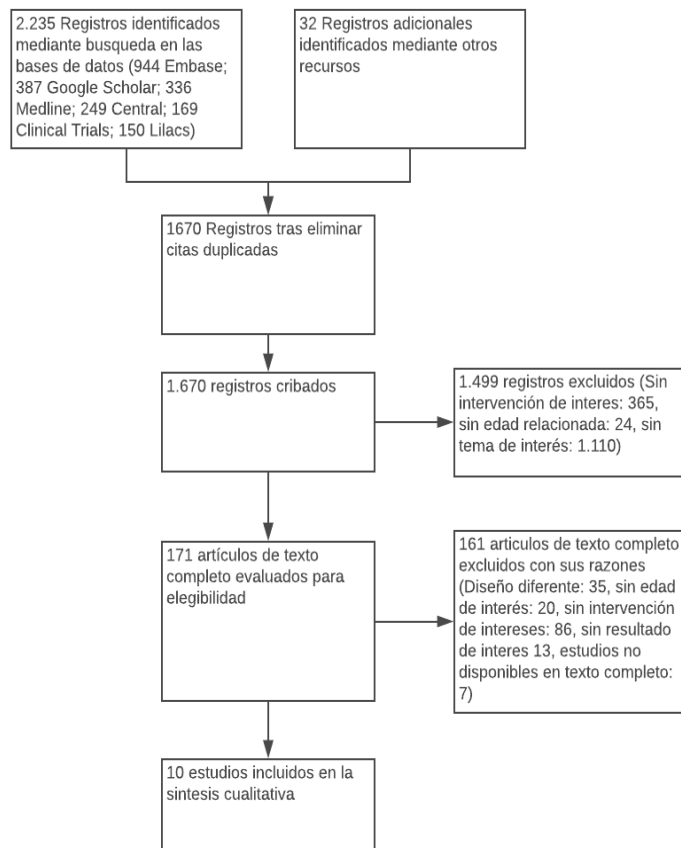 2.235 Registros identificados
mediante busqueda en las
bases de datos (944 Embase;
387 Google Scholar; 336
Medline; 249 Central; 169
Clinical Trials; 150 Lilacs)
32 Registros adicionales
identificados mediante otros
recursos
1670 Registros tras eliminar
citas duplicadas
1.670 registros cribados
1.499 registros excluidos (Sin
intervención de interes: 365,
sin edad relacionada: 24, sin
tema de interés: 1.110)
171 artículos de texto
completo evaluados para
elegibilidad
161 articulos de texto completo
excluidos con sus razones
(Diseño diferente: 35, sin edad
de interés: 20, sin intervención
de intereses: 86, sin resultado
de interes 13, estudios no
disponibles en texto completo:
7)
10 estudios incluidos en la
sintesis cualitativa